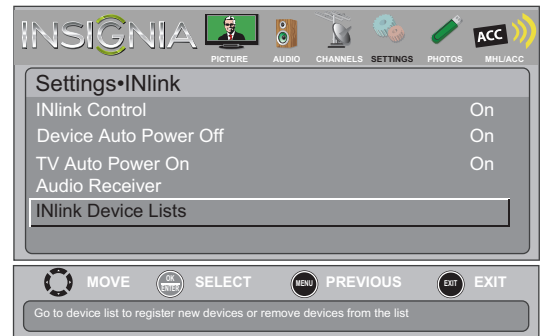 INSIGNIA
ACC
PICTURE AUDIO CHANNELS SETTINGS PHOTOS MHL/ACC
Settings•INlink
INlink Control On
Device Auto Power Off On
TV Auto Power On On
Audio Receiver
INlink Device Lists
MOVE OK ENTER SELECT MENU PREVIOUS EXIT EXIT
Go to device list to register new devices or remove devices from the list